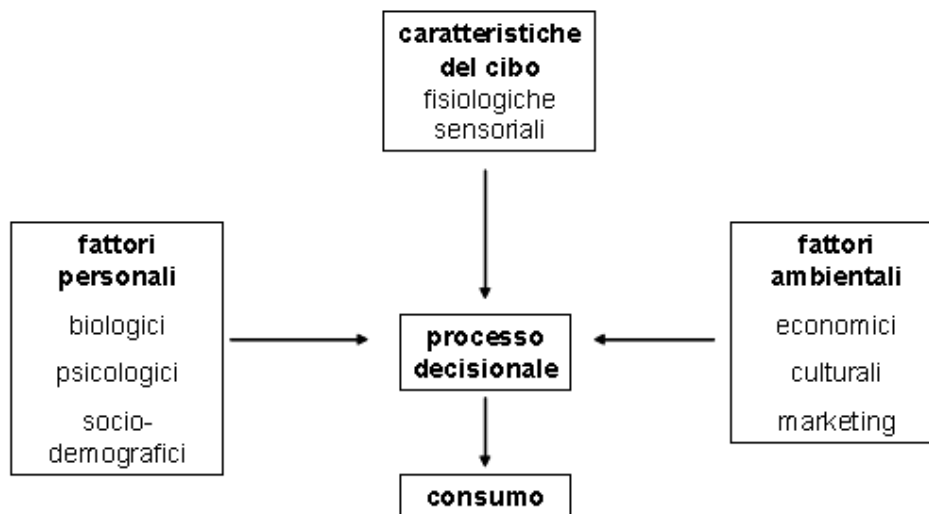 caratteristiche
del cibo
fisiologiche
sensoriali
fattori
personali
biologici
psicologici
socio-
demografici
processo
decisionale
fattori
ambientali
economici
culturali
marketing
consumo